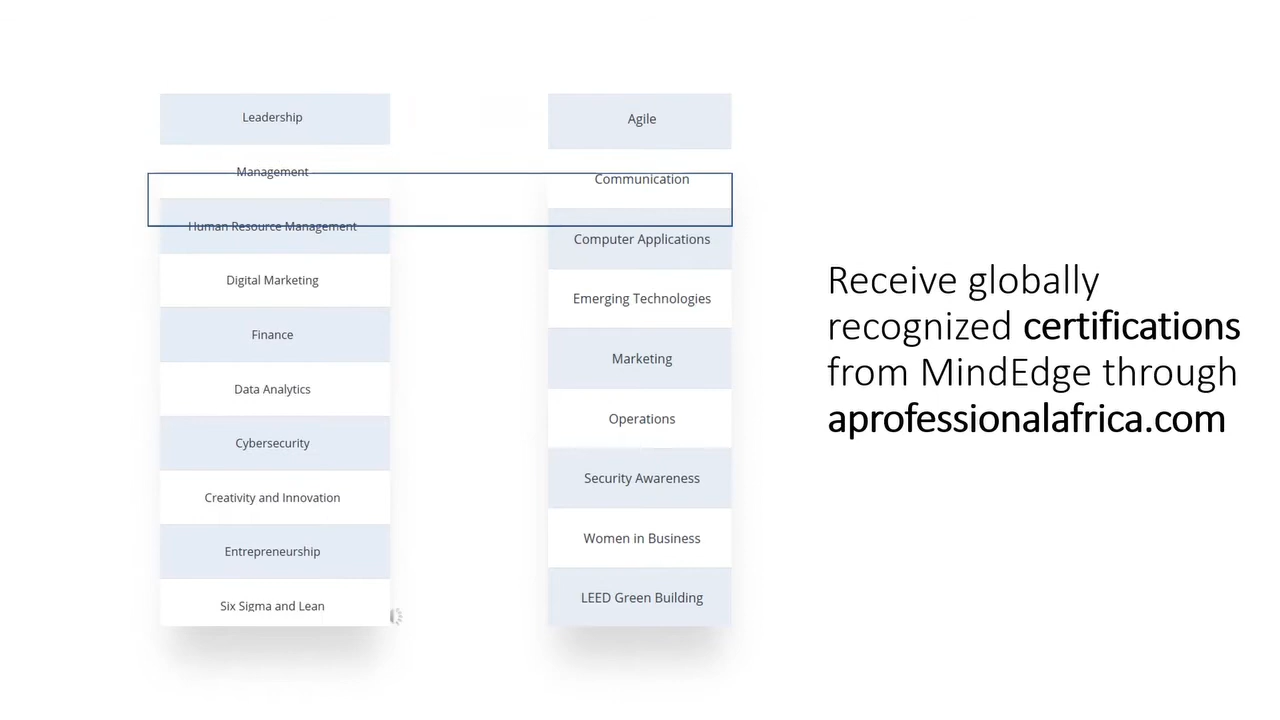 Leadership
Management
Human Resource Management
Digital Marketing
Finance
Data Analytics
Cybersecurity
Creativity and Innovation
Entrepreneurship
Six Sigma and Lean
Agile
Communication
Computer Applications
Emerging Technologies
Marketing
Operations
Security Awareness
Women in Business
LEED Green Building
Receive globally
recognized certifications
from MindEdge through
aprofessionalafrica.com